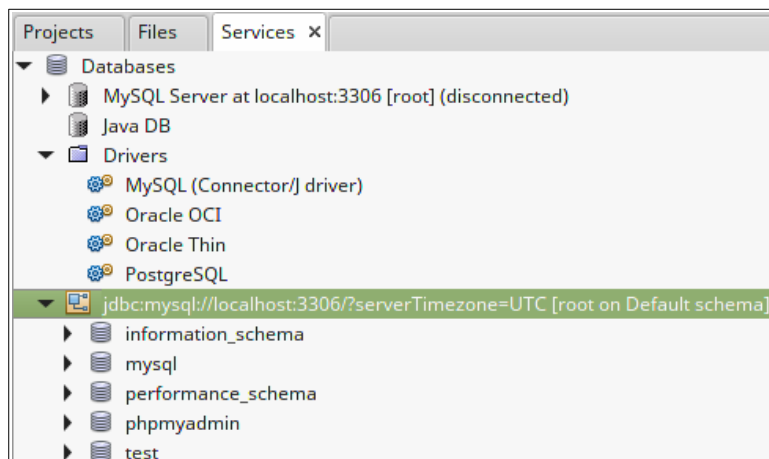 Projects Files Services ×
Databases
MySQL Server at localhost:3306 [root] (disconnected)
Java DB
Drivers
MySQL (Connector/J driver)
Oracle OCI
Oracle Thin
PostgreSQL
jdbc:mysql://localhost:3306/?serverTimezone=UTC [root on Default schema]
information_schema
mysql
performance_schema
phpmyadmin
test